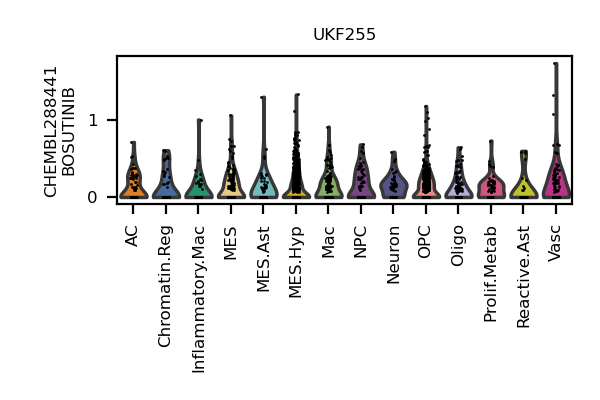 UKF255
CHEMBL288441
BOSUTINIB
1
0
AC
Chromatin.Reg
Inflammatory.Mac
MES
MES.Ast
MES.Hyp
Mac
NPC
Neuron
OPC
Oligo
Prolif.Metab
Reactive.Ast
Vasc